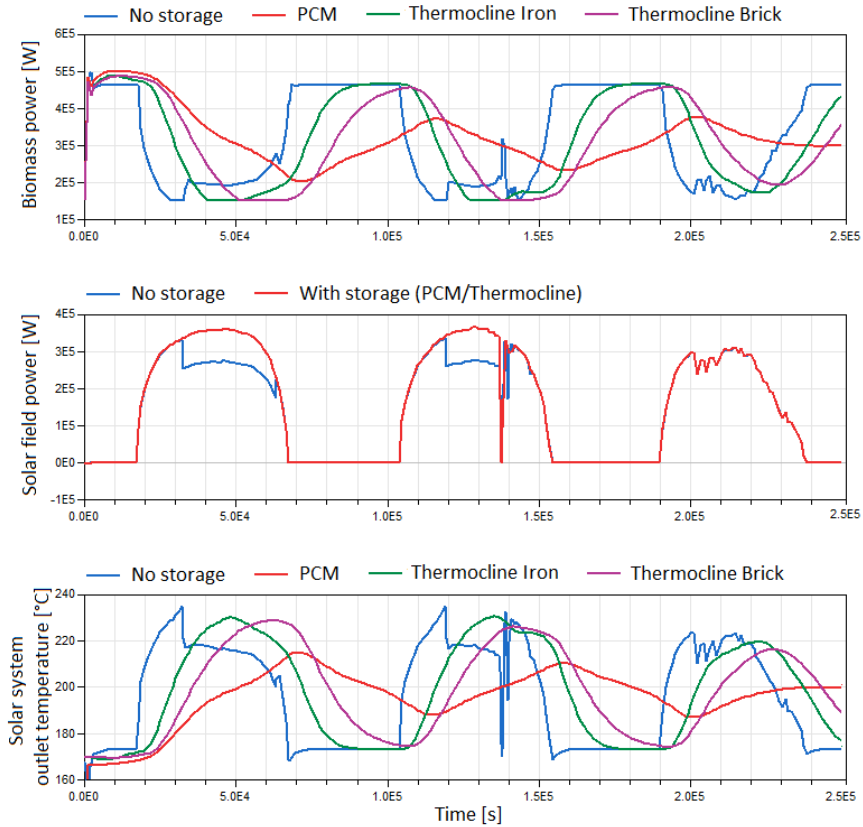 No storage PCM Thermocline Iron Thermocline Brick
Biomass power [W]
6E5
5E5
4E5
3E5
2E5
1E5
0.0E0 5.0E4 1.0E5 1.5E5 2.0E5 2.5E5
No storage With storage (PCM/Thermocline)
Solar field power [W]
4E5
3E5
2E5
1E5
0E0
-1E5
0.0E0 5.0E4 1.0E5 1.5E5 2.0E5 2.5E5
No storage PCM Thermocline Iron Thermocline Brick
Solar system
outlet temperature [°C]
240
220
200
180
160
0.0E0 5.0E4 1.0E5 1.5E5 2.0E5 2.5E5
Time [s]